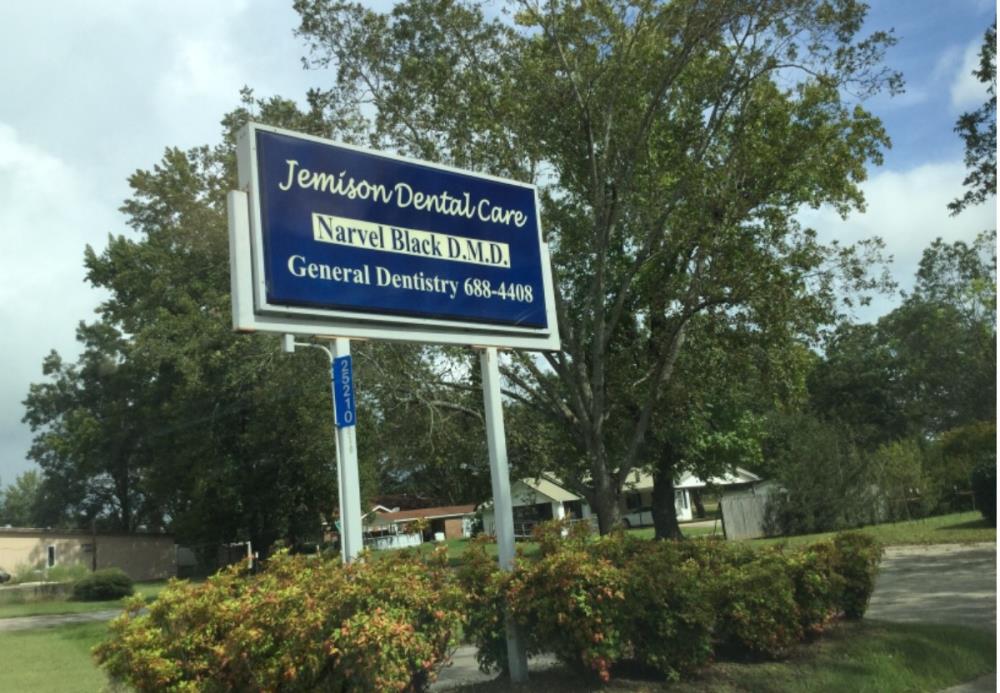 Jemison Dental Care
Narvel Black D.M.D.
General Dentistry 688-4408
25210